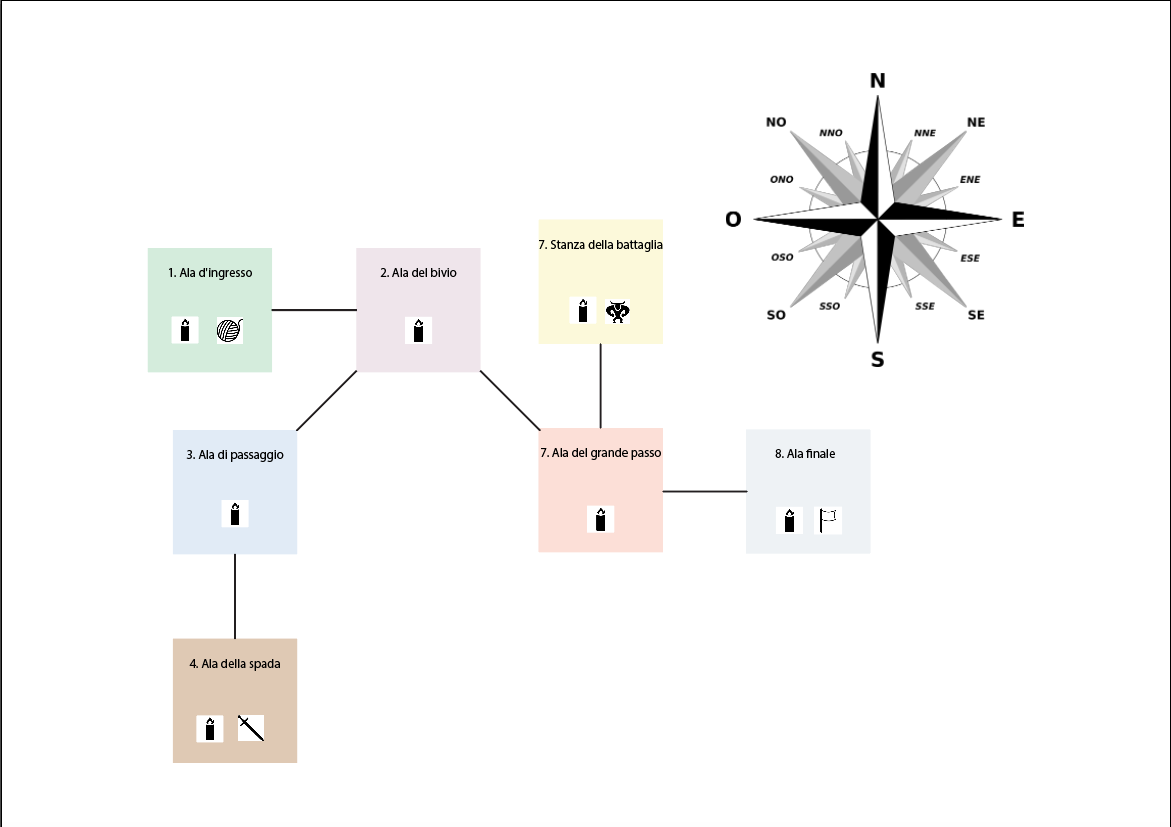 N
NO
NE
NNO
NNE
ONO
ENE
O
E
OSO
ESE
SSO
SSE
SO
SE
S
1. Ala d'ingresso
2. Ala del bivio
7. Stanza della battaglia
3. Ala di passaggio
7. Ala del grande passo
8. Ala finale
4. Ala della spada